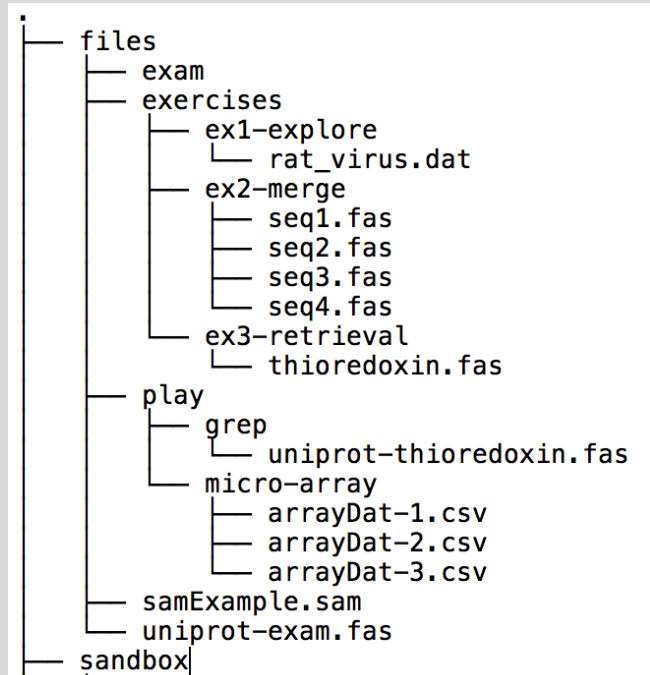 .
├── files
│   ├── exam
│   ├── exercises
│   │   ├── ex1-explore
│   │   │   └── rat_virus.dat
│   │   ├── ex2-merge
│   │   │   ├── seq1.fas
│   │   │   ├── seq2.fas
│   │   │   ├── seq3.fas
│   │   │   └── seq4.fas
│   │   └── ex3-retrieval
│   │       └── thioredoxin.fas
│   ├── play
│   │   ├── grep
│   │   │   └── uniprot-thioredoxin.fas
│   │   └── micro-array
│   │       ├── arrayDat-1.csv
│   │       ├── arrayDat-2.csv
│   │       └── arrayDat-3.csv
│   ├── samExample.sam
│   └── uniprot-exam.fas
├── sandbox